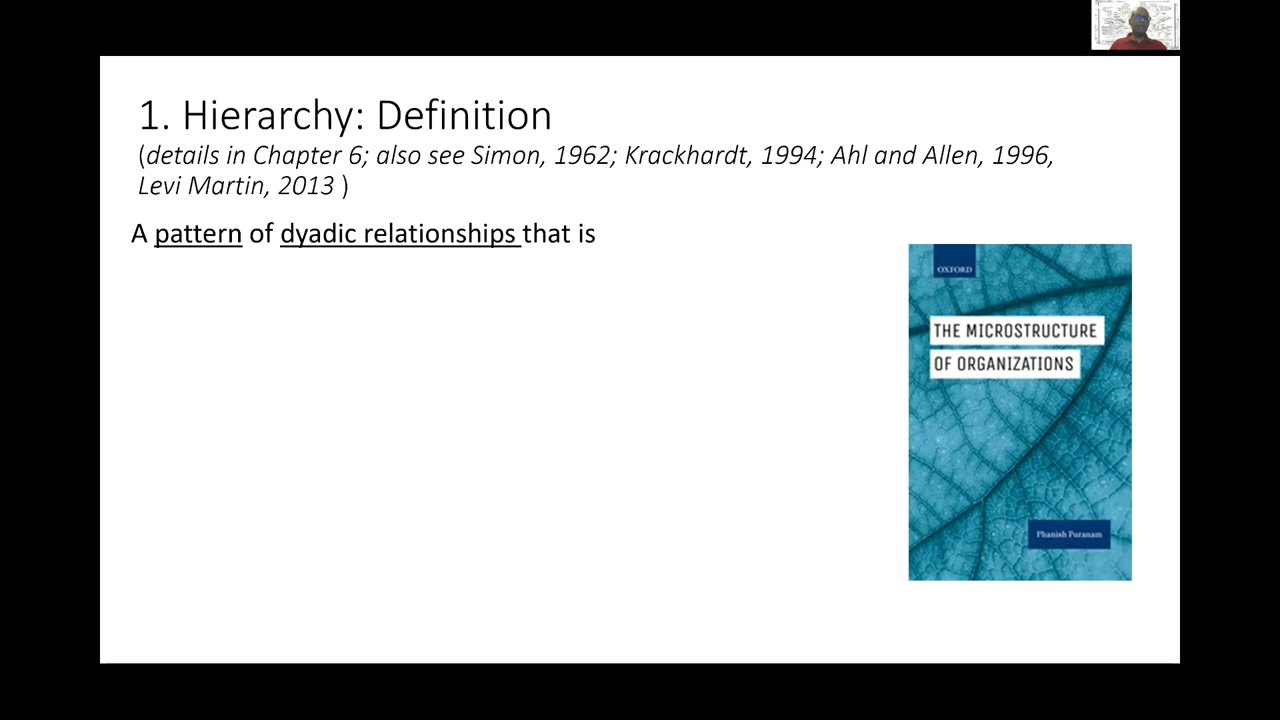 1. Hierarchy: Definition
(details in Chapter 6; also see Simon, 1962; Krackhardt, 1994; Ahl and Allen, 1996,
Levi Martin, 2013 )
A pattern of dyadic relationships that is
OXFORD
THE MICROSTRUCTURE
OF ORGANIZATIONS
Phanish Puranam